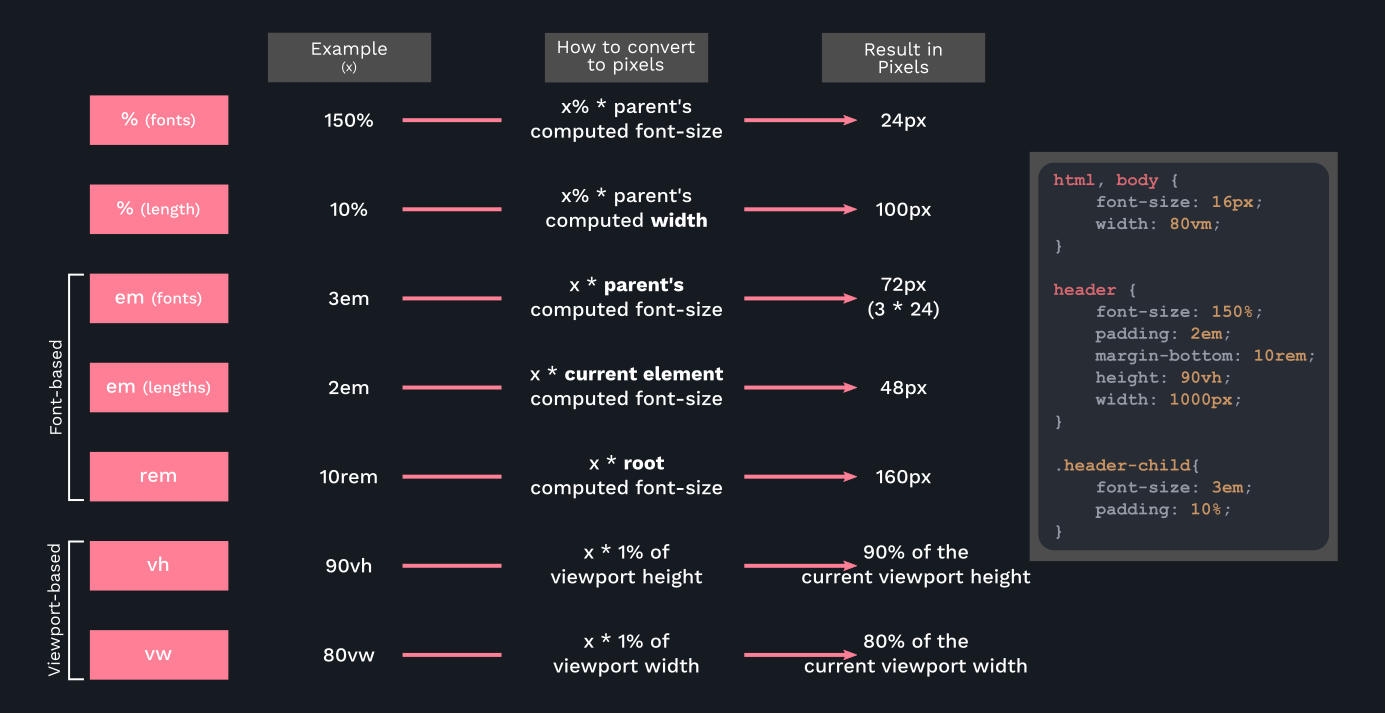 Example
(x)
How to convert
to pixels
Result in
Pixels
% (fonts)
150%
x% * parent's
computed font-size
24px
% (length)
10%
x% * parent's
computed width
100px
Font-based
em (fonts)
3em
x * parent's
computed font-size
72px
(3 * 24)
em (lengths)
2em
x * current element
computed font-size
48px
rem
10rem
x * root
computed font-size
160px
Viewport-based
vh
90vh
x * 1% of
viewport height
90% of the
current viewport height
vw
80vw
x * 1% of
viewport width
80% of the
current viewport width
html, body {
    font-size: 16px;
    width: 80vm;
}
header {
    font-size: 150%;
    padding: 2em;
    margin-bottom: 10rem;
    height: 90vh;
    width: 1000px;
}
.header-child{
    font-size: 3em;
    padding: 10%;
}